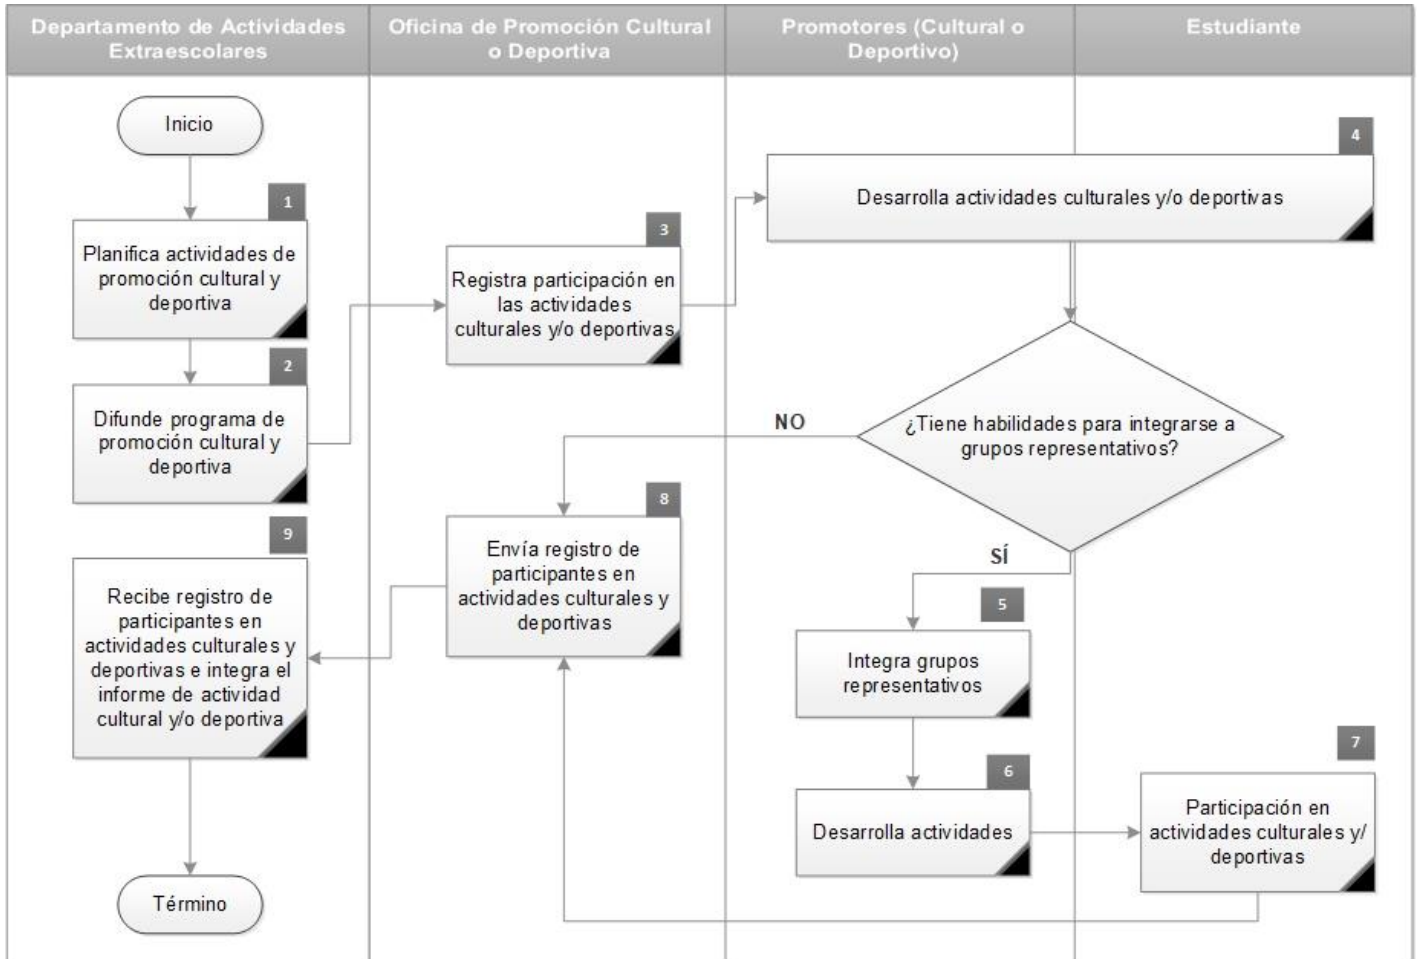 Departamento de Actividades
Extraescolares
Oficina de Promoción Cultural
o Deportiva
Promotores (Cultural o
Deportivo)
Estudiante
Inicio
1
Planifica actividades de
promoción cultural y
deportiva
2
Difunde programa de
promoción cultural y
deportiva
3
Registra participación en
las actividades
culturales y/o deportivas
4
Desarrolla actividades culturales y/o deportivas
¿Tiene habilidades para integrarse a
grupos representativos?
NO
SÍ
5
Integra grupos
representativos
6
Desarrolla actividades
7
Participación en
actividades culturales y/
deportivas
8
Envía registro de
participantes en
actividades culturales y
deportivas
9
Recibe registro de
participantes en
actividades culturales y
deportivas e integra el
informe de actividad
cultural y/o deportiva
Término